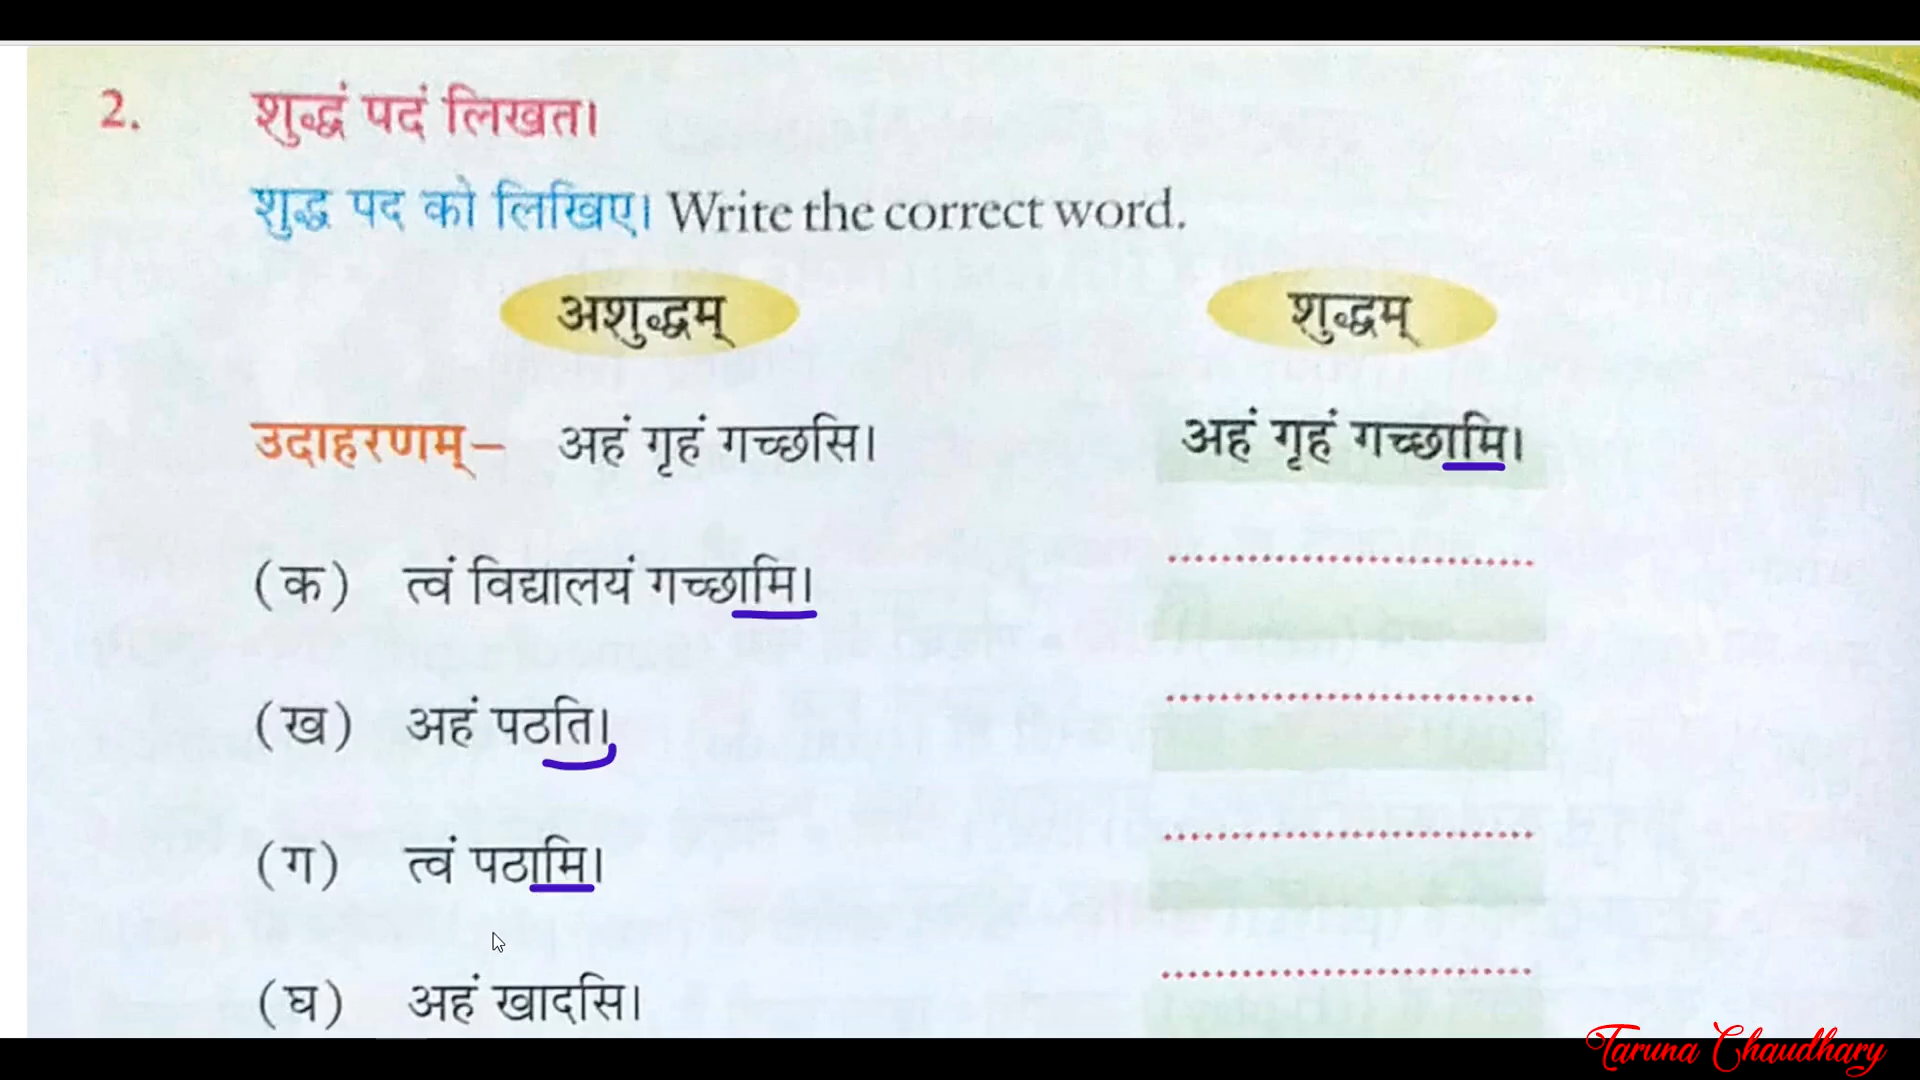 2. शुद्धं पदं लिखत।
शुद्ध पद को लिखिए। Write the correct word.
अशुद्धम् शुद्धम्
उदाहरणम्– अहं गृहं गच्छसि। अहं गृहं गच्छामि।
(क) त्वं विद्यालयं गच्छामि। ........................................
(ख) अहं पठति। ........................................
(ग) त्वं पठामि। ........................................
(घ) अहं खादसि। ........................................
Taruna Chaudhary